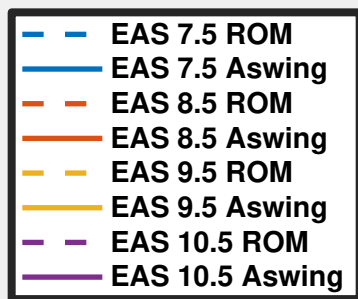 EAS 7.5 ROM
EAS 7.5 Aswing
EAS 8.5 ROM
EAS 8.5 Aswing
EAS 9.5 ROM
EAS 9.5 Aswing
EAS 10.5 ROM
EAS 10.5 Aswing